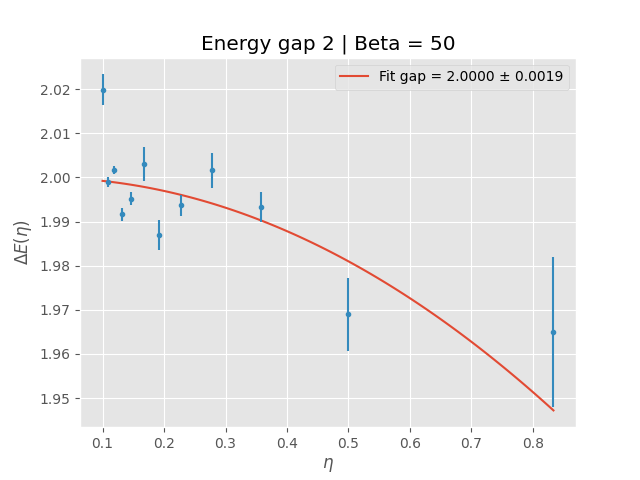 Energy gap 2 | Beta = 50
Fit gap = 2.0000 ± 0.0019
ΔE(η)
2.02
2.01
2.00
1.99
1.98
1.97
1.96
1.95
0.1 0.2 0.3 0.4 0.5 0.6 0.7 0.8
η